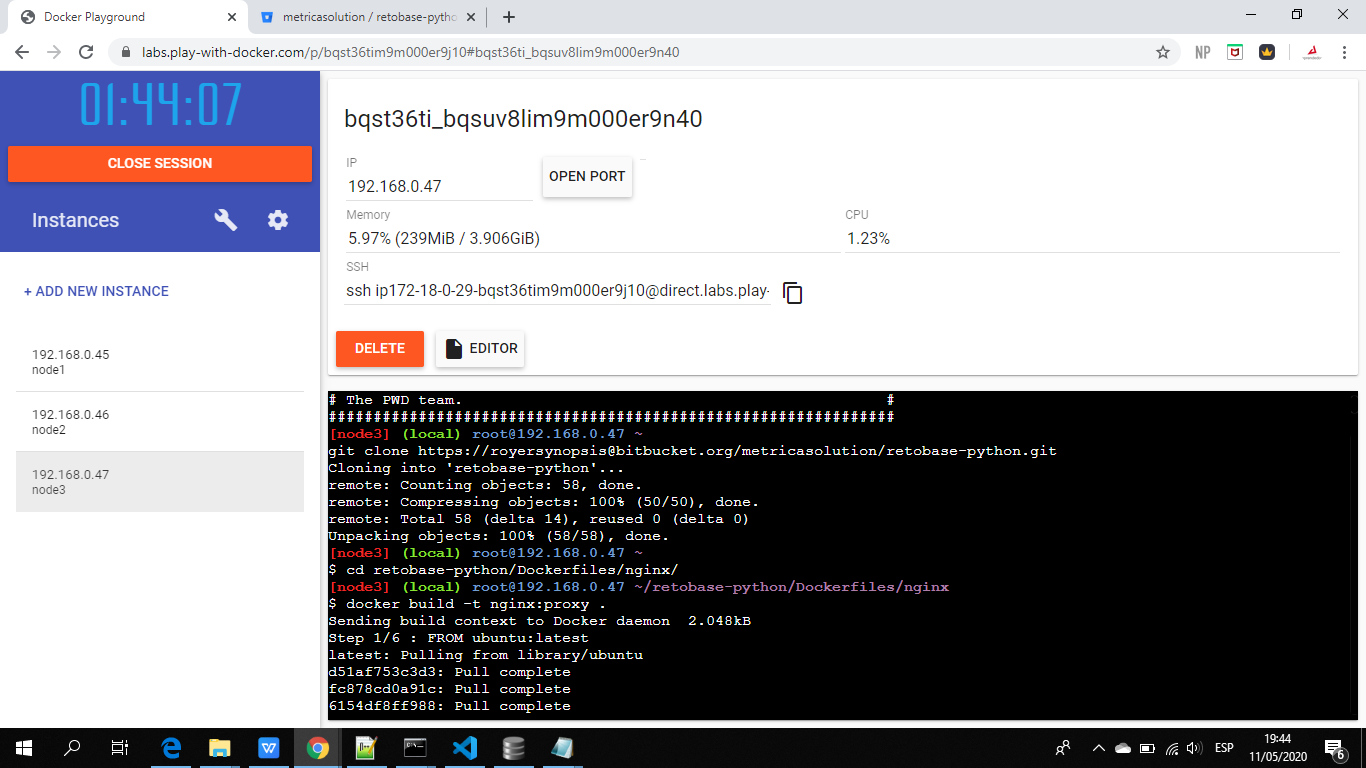 Docker Playground
metricasolution / retobase-pytho
labs.play-with-docker.com/p/bqst36tim9m000er9j10#bqst36ti_bqsuv8lim9m000er9n40
NP
01:44:07
CLOSE SESSION
Instances
+ ADD NEW INSTANCE
192.168.0.45
node1
192.168.0.46
node2
192.168.0.47
node3
bqst36ti_bqsuv8lim9m000er9n40
IP
192.168.0.47
OPEN PORT
Memory
5.97% (239MiB / 3.906GiB)
CPU
1.23%
SSH
ssh ip172-18-0-29-bqst36tim9m000er9j10@direct.labs.play-
DELETE
EDITOR
# The PWD team. #
###############################################################
[node3] (local) root@192.168.0.47 ~
git clone https://royersynopsis@bitbucket.org/metricasolution/retobase-python.git
Cloning into 'retobase-python'...
remote: Counting objects: 58, done.
remote: Compressing objects: 100% (50/50), done.
remote: Total 58 (delta 14), reused 0 (delta 0)
Unpacking objects: 100% (58/58), done.
[node3] (local) root@192.168.0.47 ~
$ cd retobase-python/Dockerfiles/nginx/
[node3] (local) root@192.168.0.47 ~/retobase-python/Dockerfiles/nginx
$ docker build -t nginx:proxy .
Sending build context to Docker daemon  2.048kB
Step 1/6 : FROM ubuntu:latest
latest: Pulling from library/ubuntu
d51af753c3d3: Pull complete
fc878cd0a91c: Pull complete
6154df8ff988: Pull complete
ESP
19:44
11/05/2020
6